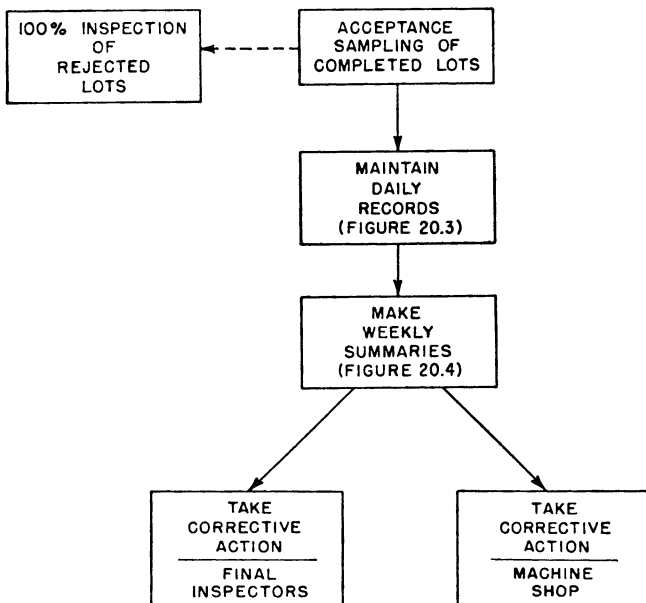 100% INSPECTION
OF
REJECTED
LOTS
ACCEPTANCE
SAMPLING OF
COMPLETED LOTS
MAINTAIN
DAILY
RECORDS
(FIGURE 20.3)
MAKE
WEEKLY
SUMMARIES
(FIGURE 20.4)
TAKE
CORRECTIVE
ACTION
FINAL
INSPECTORS
TAKE
CORRECTIVE
ACTION
MACHINE
SHOP